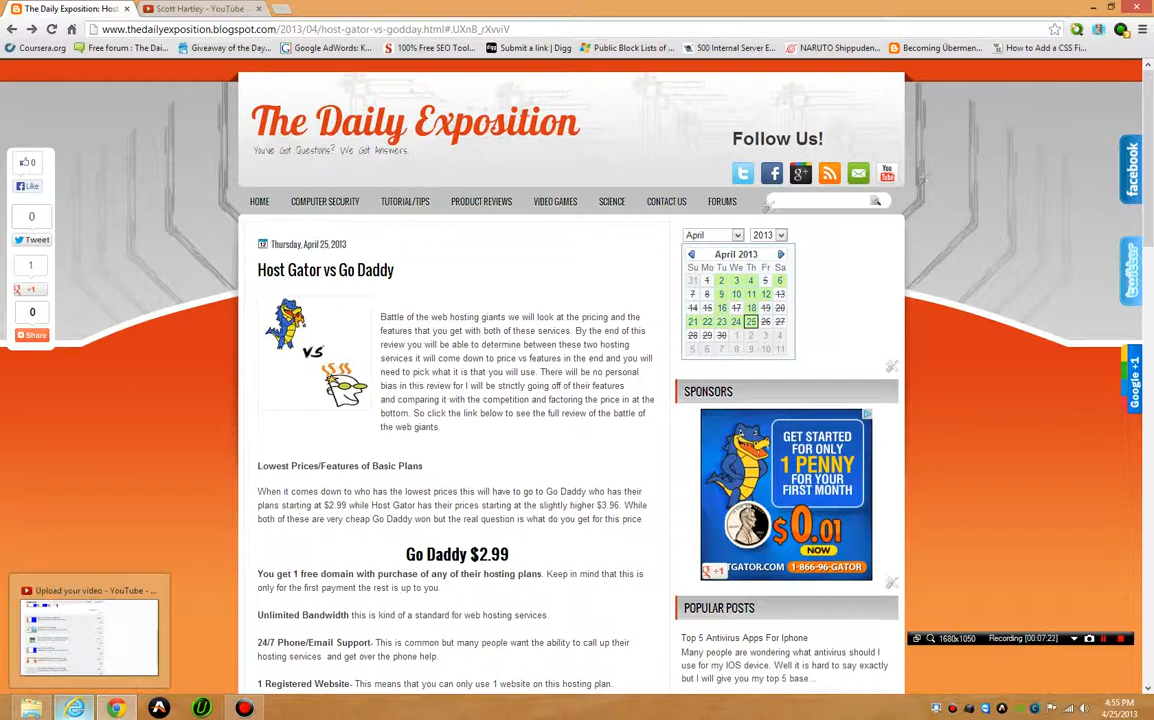 The Daily Exposition: Host
Scott Hartley - YouTube
www.thedailyexposition.blogspot.com/2013/04/host-gator-vs-godday.html#.UXnB_rXvviV
Coursera.org
Free forum : The Dai...
Giveaway of the Day...
Google AdWords: K...
100% Free SEO Tool...
Submit a link | Digg
Public Block Lists of ...
500 Internal Server E...
NARUTO Shippuden...
Becoming Übermen...
How to Add a CSS Fi...
The Daily Exposition
You've Got Questions? We Got Answers.
Follow Us!
You
Tube
HOME
COMPUTER SECURITY
TUTORIAL/TIPS
PRODUCT REVIEWS
VIDEO GAMES
SCIENCE
CONTACT US
FORUMS
0
Like
0
Tweet
1
+1
0
Share
facebook
twitter
Google +1
12 Thursday, April 25, 2013
Host Gator vs Go Daddy
VS
Battle of the web hosting giants we will look at the pricing and the
features that you get with both of these services. By the end of this
review you will be able to determine between these two hosting
services it will come down to price vs features in the end and you will
need to pick what it is that you will use. There will be no personal
bias in this review for I will be strictly going off of their features
and comparing it with the competition and factoring the price in at the
bottom. So click the link below to see the full review of the battle of
the web giants.
Lowest Prices/Features of Basic Plans
When it comes down to who has the lowest prices this will have to go to Go Daddy who has their
plans starting at $2.99 while Host Gator has their prices starting at the slightly higher $3.96. While
both of these are very cheap Go Daddy won but the real question is what do you get for this price.
Go Daddy $2.99
You get 1 free domain with purchase of any of their hosting plans. Keep in mind that this is
only for the first payment the rest is up to you.
Unlimited Bandwidth this is kind of a standard for web hosting services.
24/7 Phone/Email Support- This is common but many people want the ability to call up their
hosting services and get over the phone help.
1 Registered Website- This means that you can only use 1 website on this hosting plan.
April
2013
April 2013
Su Mo Tu We Th Fr Sa
31 1 2 3 4 5 6
7 8 9 10 11 12 13
14 15 16 17 18 19 20
21 22 23 24 25 26 27
28 29 30 1 2 3 4
5 6 7 8 9 10 11
SPONSORS
GET STARTED
FOR ONLY
1 PENNY
FOR YOUR
FIRST MONTH
$0.01
NOW
+1
TGATOR.COM 1-866-96-GATOR
POPULAR POSTS
Top 5 Antivirus Apps For Iphone
Many people are wondering what antivirus should I
use for my IOS device. Well it is hard to say exactly
but I will give you my top 5 base...
Upload your video - YouTube - ...
1680x1050
Recording [00:07:22]
4:55 PM
4/25/2013